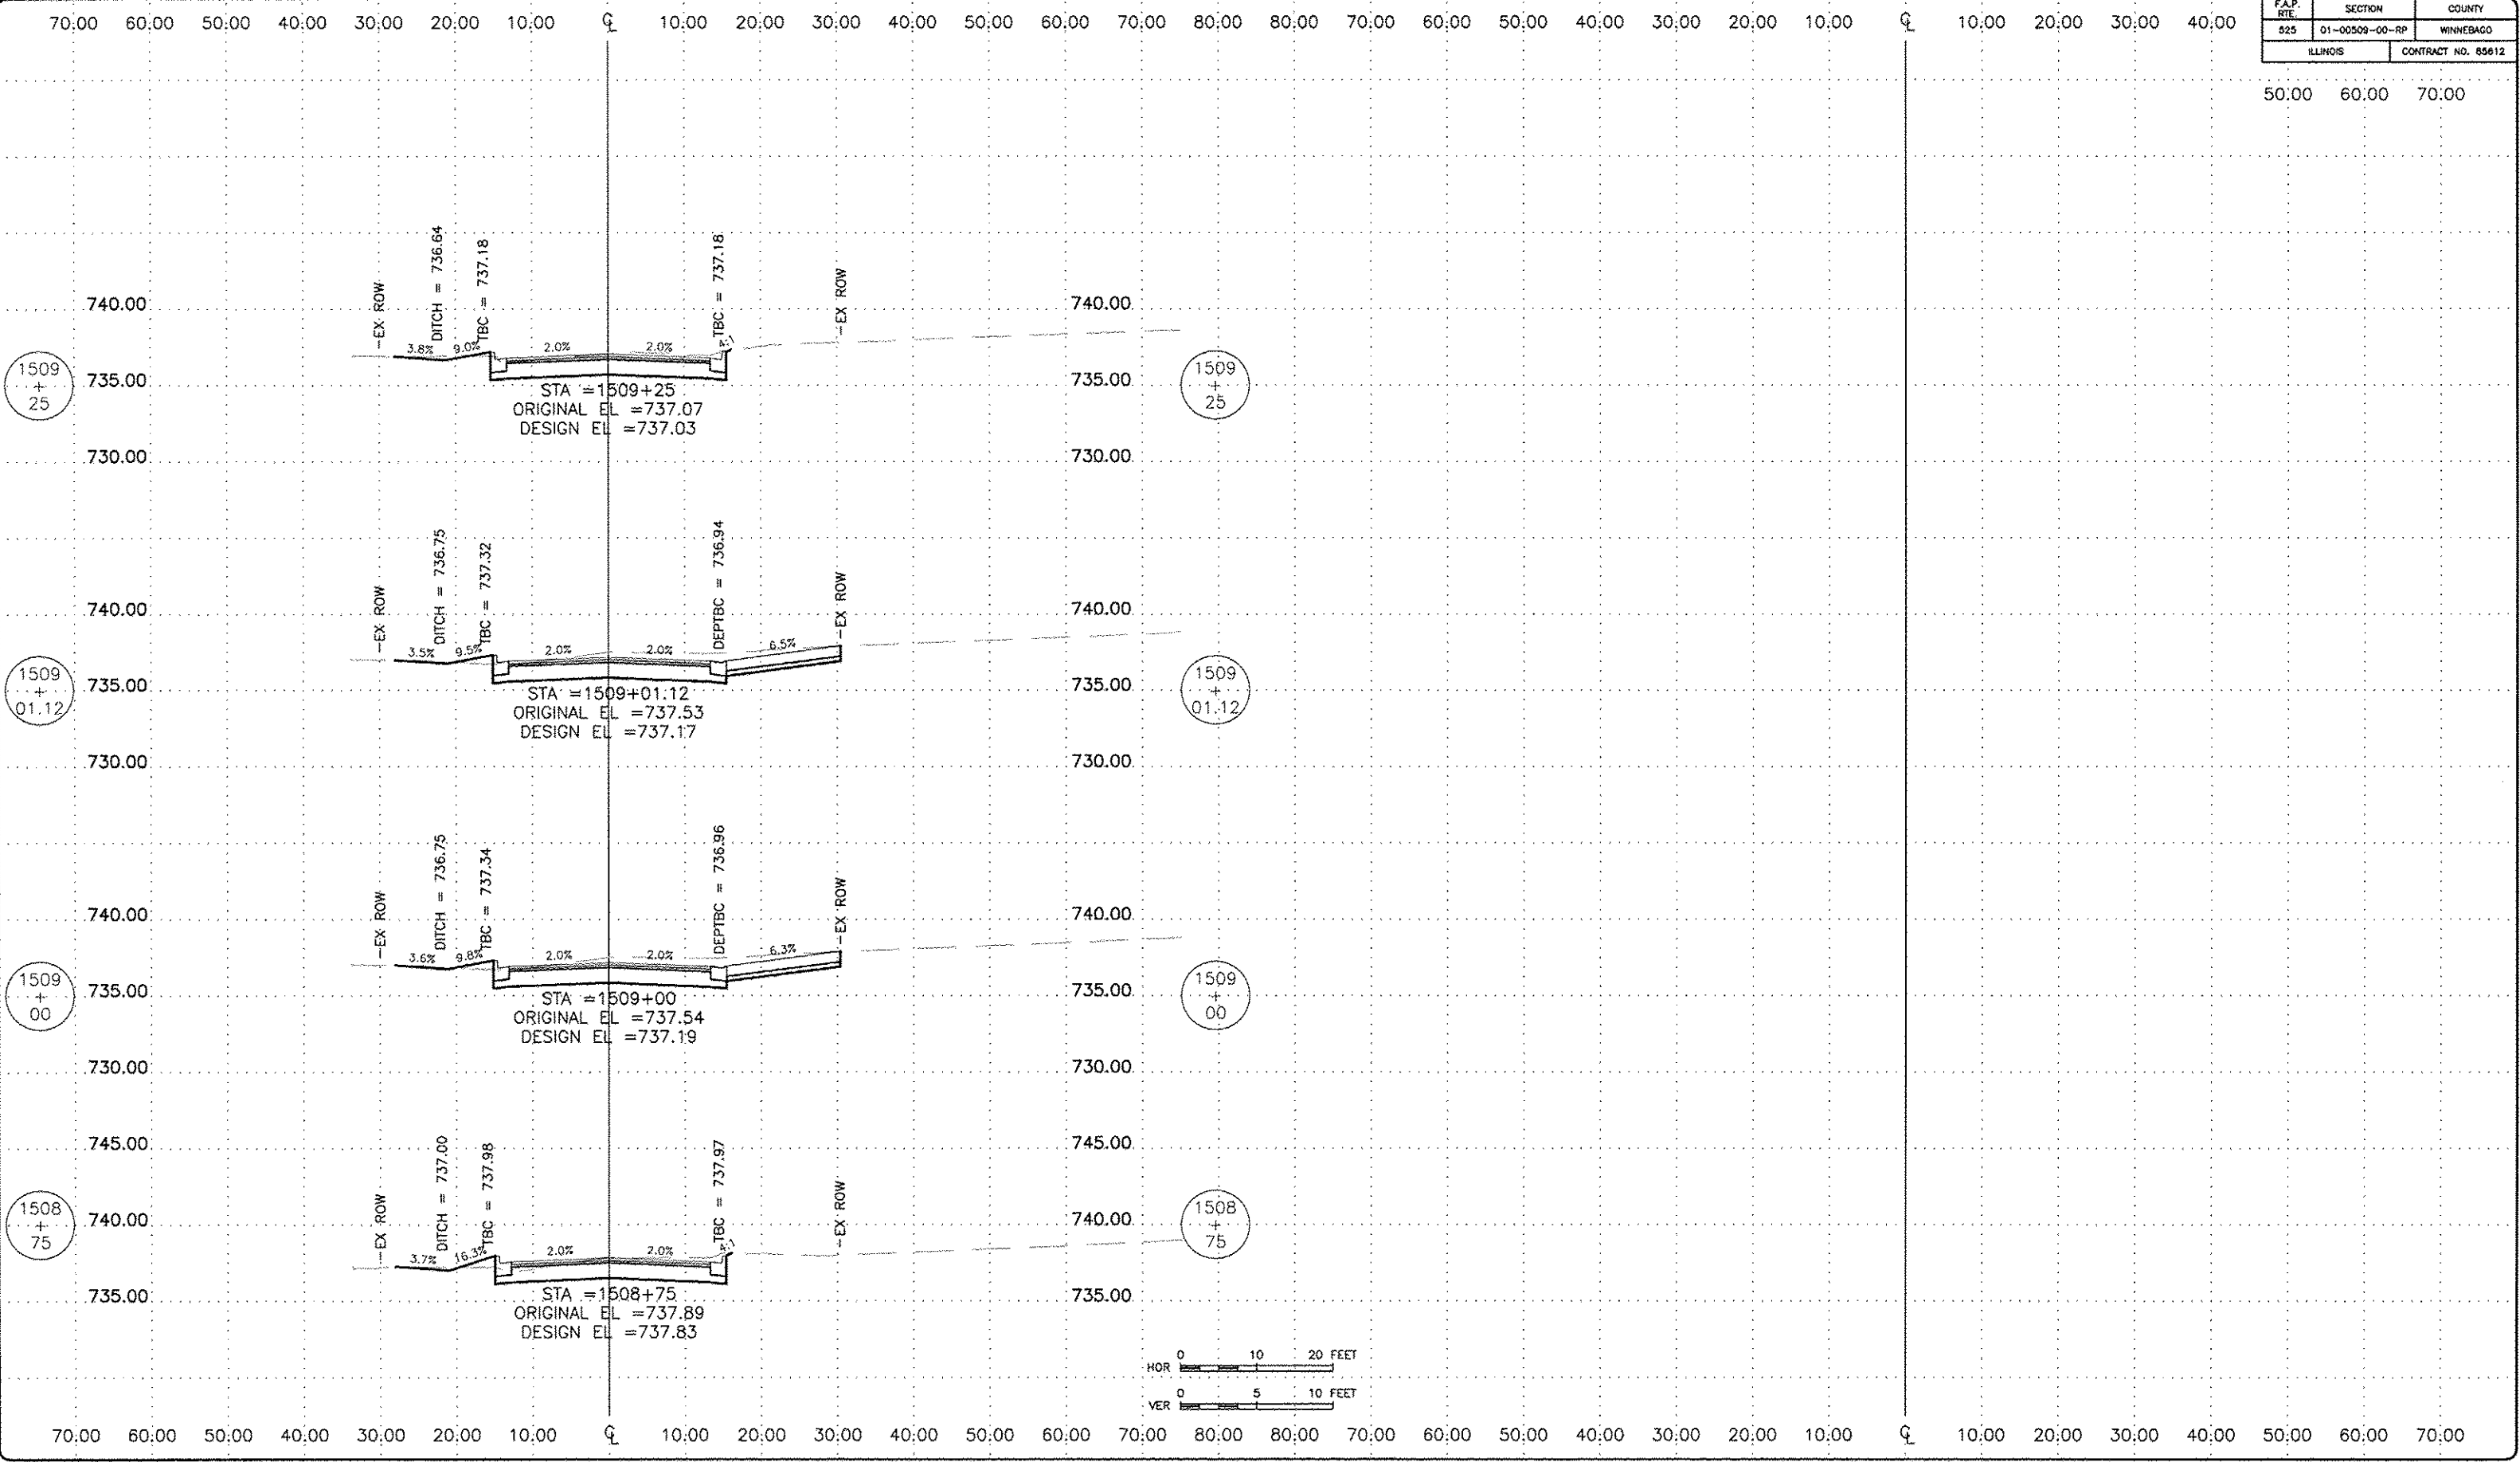 70:00 60:00 50:00 40:00 30:00 20:00 10:00 ℄ 10:00 20:00 30:00 40:00 50:00 60:00 70:00 80:00 80:00 70:00 60:00 50:00 40:00 30:00 20:00 10:00 ℄ 10:00 20:00 30:00 40:00
F.A.P. RTE. SECTION COUNTY
525 01-00509-00-RP WINNEBAGO
ILLINOIS CONTRACT NO. 85612
50:00 60:00 70:00
EX ROW
DITCH = 736.64
TBC = 737.18
TBC = 737.18
EX ROW
740.00 740.00
3.8% 9.0% 2.0% 2.0% 4:1
1509 + 25
735.00 735.00
1509 + 25
STA =1509+25
ORIGINAL EL =737.07
DESIGN EL =737.03
730.00 730.00
EX ROW
DITCH = 736.75
TBC = 737.32
DEPTBC = 736.94
EX ROW
740.00 740.00
3.5% 9.5% 2.0% 2.0% 6.5%
1509 + 01.12
735.00 735.00
1509 + 01.12
STA =1509+01.12
ORIGINAL EL =737.53
DESIGN EL =737.17
730.00 730.00
EX ROW
DITCH = 736.75
TBC = 737.34
DEPTBC = 736.96
EX ROW
740.00 740.00
3.6% 9.8% 2.0% 2.0% 6.3%
1509 + 00
735.00 735.00
1509 + 00
STA =1509+00
ORIGINAL EL =737.54
DESIGN EL =737.19
730.00 730.00
745.00 745.00
EX ROW
DITCH = 737.00
TBC = 737.98
TBC = 737.97
EX ROW
1508 + 75
740.00 740.00
1508 + 75
3.7% 16.3% 2.0% 2.0% 4:1
735.00 735.00
STA =1508+75
ORIGINAL EL =737.89
DESIGN EL =737.83
HOR 0 10 20 FEET
VER 0 5 10 FEET
70:00 60:00 50:00 40:00 30:00 20:00 10:00 ℄ 10:00 20:00 30:00 40:00 50:00 60:00 70:00 80:00 80:00 70:00 60:00 50:00 40:00 30:00 20:00 10:00 ℄ 10:00 20:00 30:00 40:00 50:00 60:00 70:00